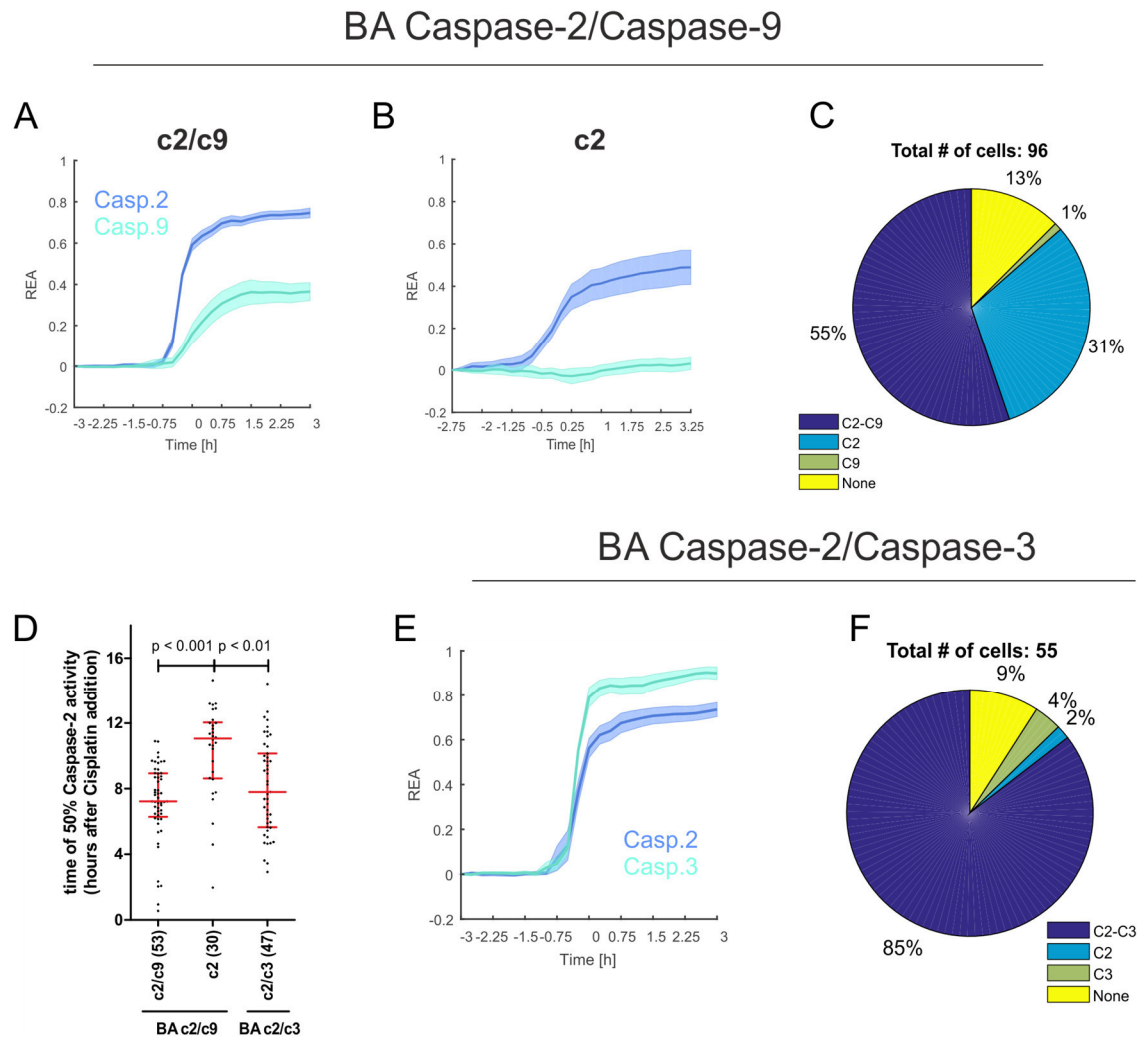 BA Caspase-2/Caspase-9
A
c2/c9
1
0.8
0.6
0.4
0.2
0
-0.2
REA
Casp.2
Casp.9
-3 -2.25 -1.5 -0.75 0 0.75 1.5 2.25 3
Time [h]
B
c2
1
0.8
0.6
0.4
0.2
0
-0.2
REA
-2.75 -2 -1.25 -0.5 0.25 1 1.75 2.5 3.25
Time [h]
C
Total # of cells: 96
13%
1%
31%
55%
C2-C9
C2
C9
None
BA Caspase-2/Caspase-3
D
time of 50% Caspase-2 activity
(hours after Cisplatin addition)
p < 0.001 p < 0.01
16
12
8
4
0
c2/c9 (53)
c2 (30)
c2/c3 (47)
BA c2/c9 BA c2/c3
E
1
0.8
0.6
0.4
0.2
0
-0.2
REA
Casp.2
Casp.3
-3 -2.25 -1.5 -0.75 0 0.75 1.5 2.25 3
Time [h]
F
Total # of cells: 55
9%
4%
2%
85%
C2-C3
C2
C3
None